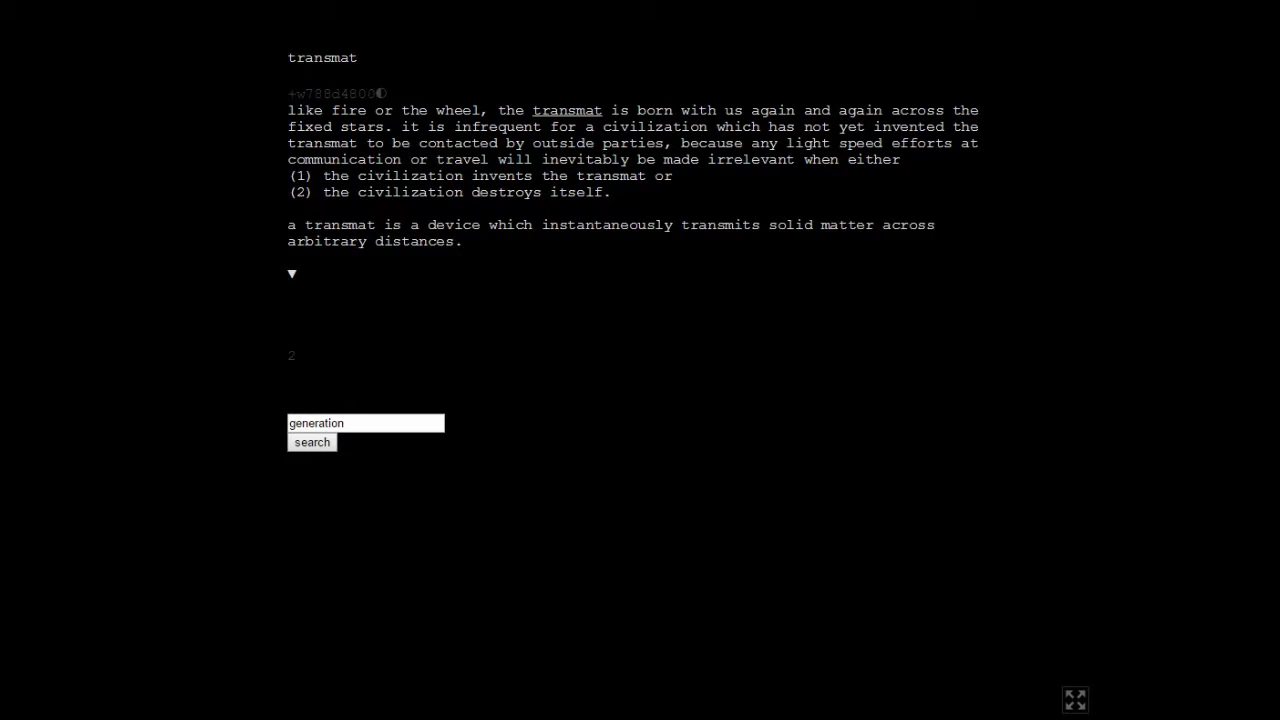 transmat
+w788d4800
like fire or the wheel, the transmat is born with us again and again across the
fixed stars. it is infrequent for a civilization which has not yet invented the
transmat to be contacted by outside parties, because any light speed efforts at
communication or travel will inevitably be made irrelevant when either
(1) the civilization invents the transmat or
(2) the civilization destroys itself.
a transmat is a device which instantaneously transmits solid matter across
arbitrary distances.
2
generation
search